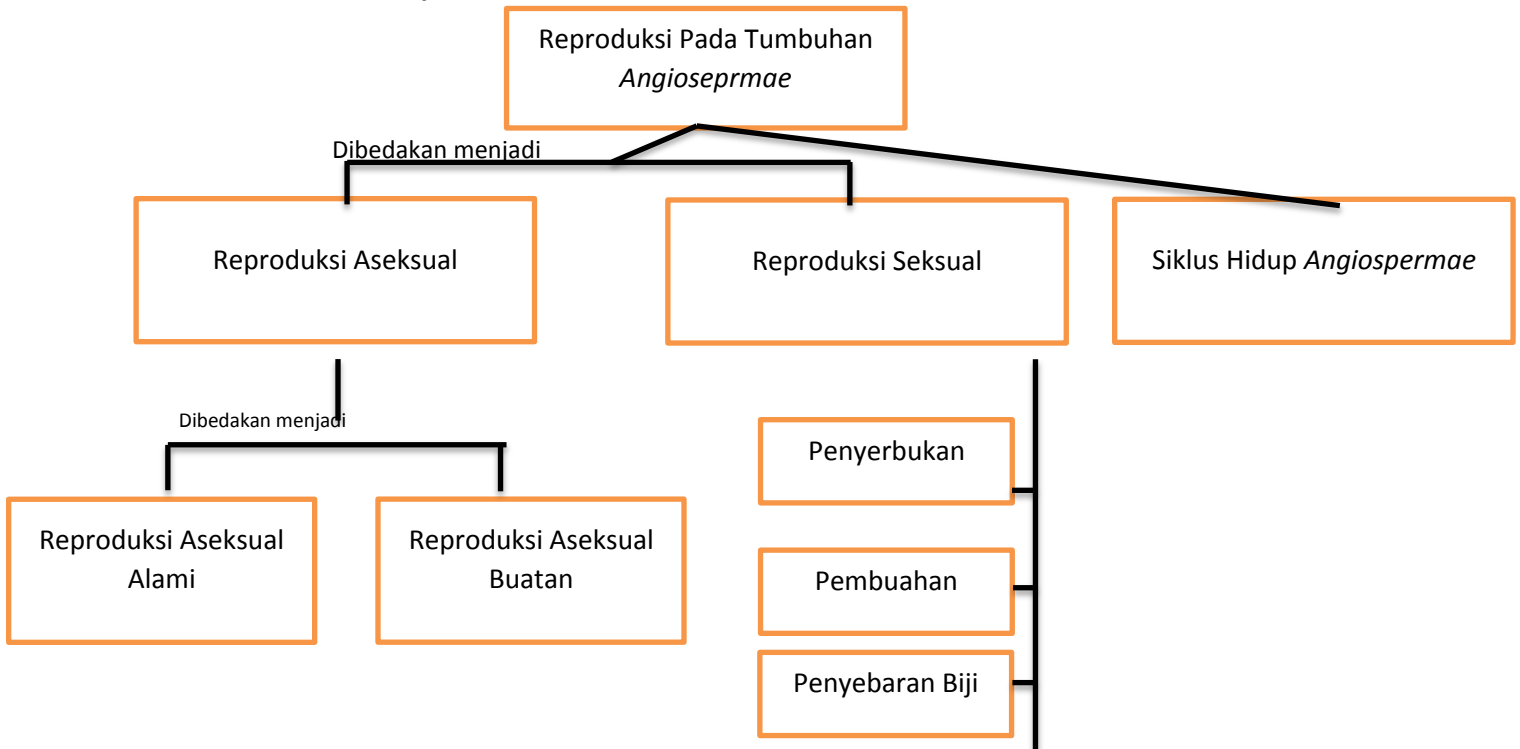 Reproduksi Pada Tumbuhan
Angioseprmae
Dibedakan menjadi
Reproduksi Aseksual
Reproduksi Seksual
Siklus Hidup Angiospermae
Dibedakan menjadi
Penyerbukan
Reproduksi Aseksual
Alami
Reproduksi Aseksual
Buatan
Pembuahan
Penyebaran Biji